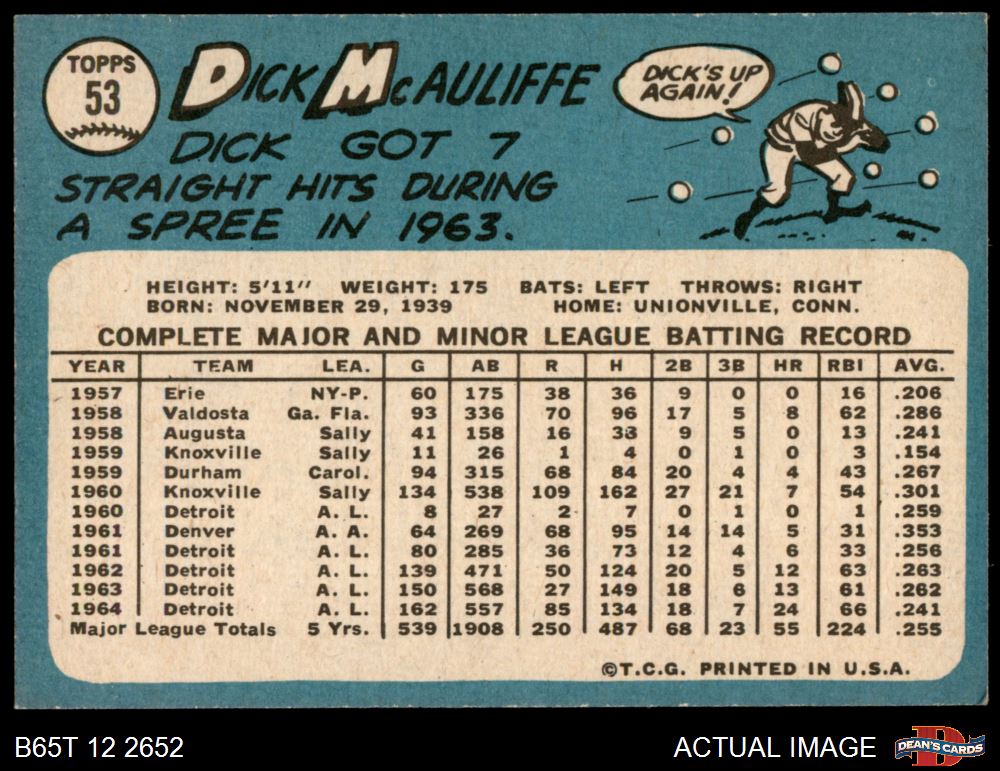 TOPPS
53
DICK McAULIFFE
DICK GOT 7
STRAIGHT HITS DURING
A SPREE IN 1963.
DICK'S UP
AGAIN!
HEIGHT: 5'11" WEIGHT: 175 BATS: LEFT THROWS: RIGHT
BORN: NOVEMBER 29, 1939 HOME: UNIONVILLE, CONN.
COMPLETE MAJOR AND MINOR LEAGUE BATTING RECORD
YEAR TEAM LEA. G AB R H 2B 3B HR RBI AVG.
1957 Erie NY-P. 60 175 38 36 9 0 0 16 .206
1958 Valdosta Ga. Fla. 93 336 70 96 17 5 8 62 .286
1958 Augusta Sally 41 158 16 38 9 5 0 13 .241
1959 Knoxville Sally 11 26 1 4 0 1 0 3 .154
1959 Durham Carol. 94 315 68 84 20 4 4 43 .267
1960 Knoxville Sally 134 538 109 162 27 21 7 54 .301
1960 Detroit A. L. 8 27 2 7 0 1 0 1 .259
1961 Denver A. A. 64 269 68 95 14 14 5 31 .353
1961 Detroit A. L. 80 285 36 73 12 4 6 33 .256
1962 Detroit A. L. 139 471 50 124 20 5 12 63 .263
1963 Detroit A. L. 150 568 27 149 18 6 13 61 .262
1964 Detroit A. L. 162 557 85 134 18 7 24 66 .241
Major League Totals 5 Yrs. 539 1908 250 487 68 23 55 224 .255
©T.C.G. PRINTED IN U.S.A.
B65T 12 2652
ACTUAL IMAGE
D
DEAN'S CARDS